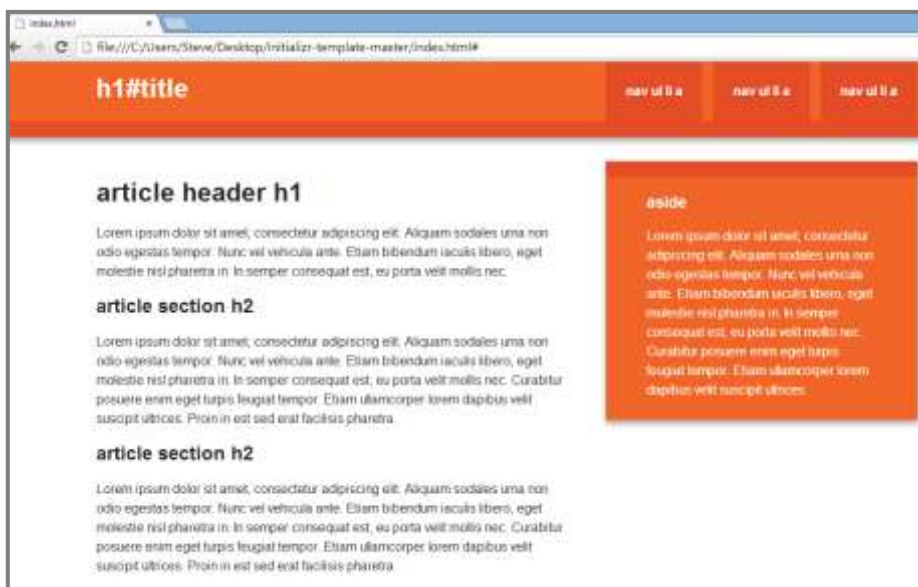 index.html
file:///C:/Users/Steve/Desktop/initializr-template-master/index.html#
h1#title
nav ul li a
nav ul li a
nav ul li a
article header h1
Lorem ipsum dolor sit amet, consectetur adipiscing elit. Aliquam sodales urna non
odio egestas tempor. Nunc vel vehicula ante. Etiam bibendum iaculis libero, eget
molestie nisl pharetra in. In semper consequat est, eu porta velit mollis nec.
article section h2
Lorem ipsum dolor sit amet, consectetur adipiscing elit. Aliquam sodales urna non
odio egestas tempor. Nunc vel vehicula ante. Etiam bibendum iaculis libero, eget
molestie nisl pharetra in. In semper consequat est, eu porta velit mollis nec. Curabitur
posuere enim eget turpis feugiat tempor. Etiam ullamcorper lorem dapibus velit
suscipit ultrices. Proin in est sed erat facilisis pharetra.
article section h2
Lorem ipsum dolor sit amet, consectetur adipiscing elit. Aliquam sodales urna non
odio egestas tempor. Nunc vel vehicula ante. Etiam bibendum iaculis libero, eget
molestie nisl pharetra in. In semper consequat est, eu porta velit mollis nec. Curabitur
posuere enim eget turpis feugiat tempor. Etiam ullamcorper lorem dapibus velit
suscipit ultrices. Proin in est sed erat facilisis pharetra.
aside
Lorem ipsum dolor sit amet, consectetur
adipiscing elit. Aliquam sodales urna non
odio egestas tempor. Nunc vel vehicula
ante. Etiam bibendum iaculis libero, eget
molestie nisl pharetra in. In semper
consequat est, eu porta velit mollis nec.
Curabitur posuere enim eget turpis
feugiat tempor. Etiam ullamcorper lorem
dapibus velit suscipit ultrices.